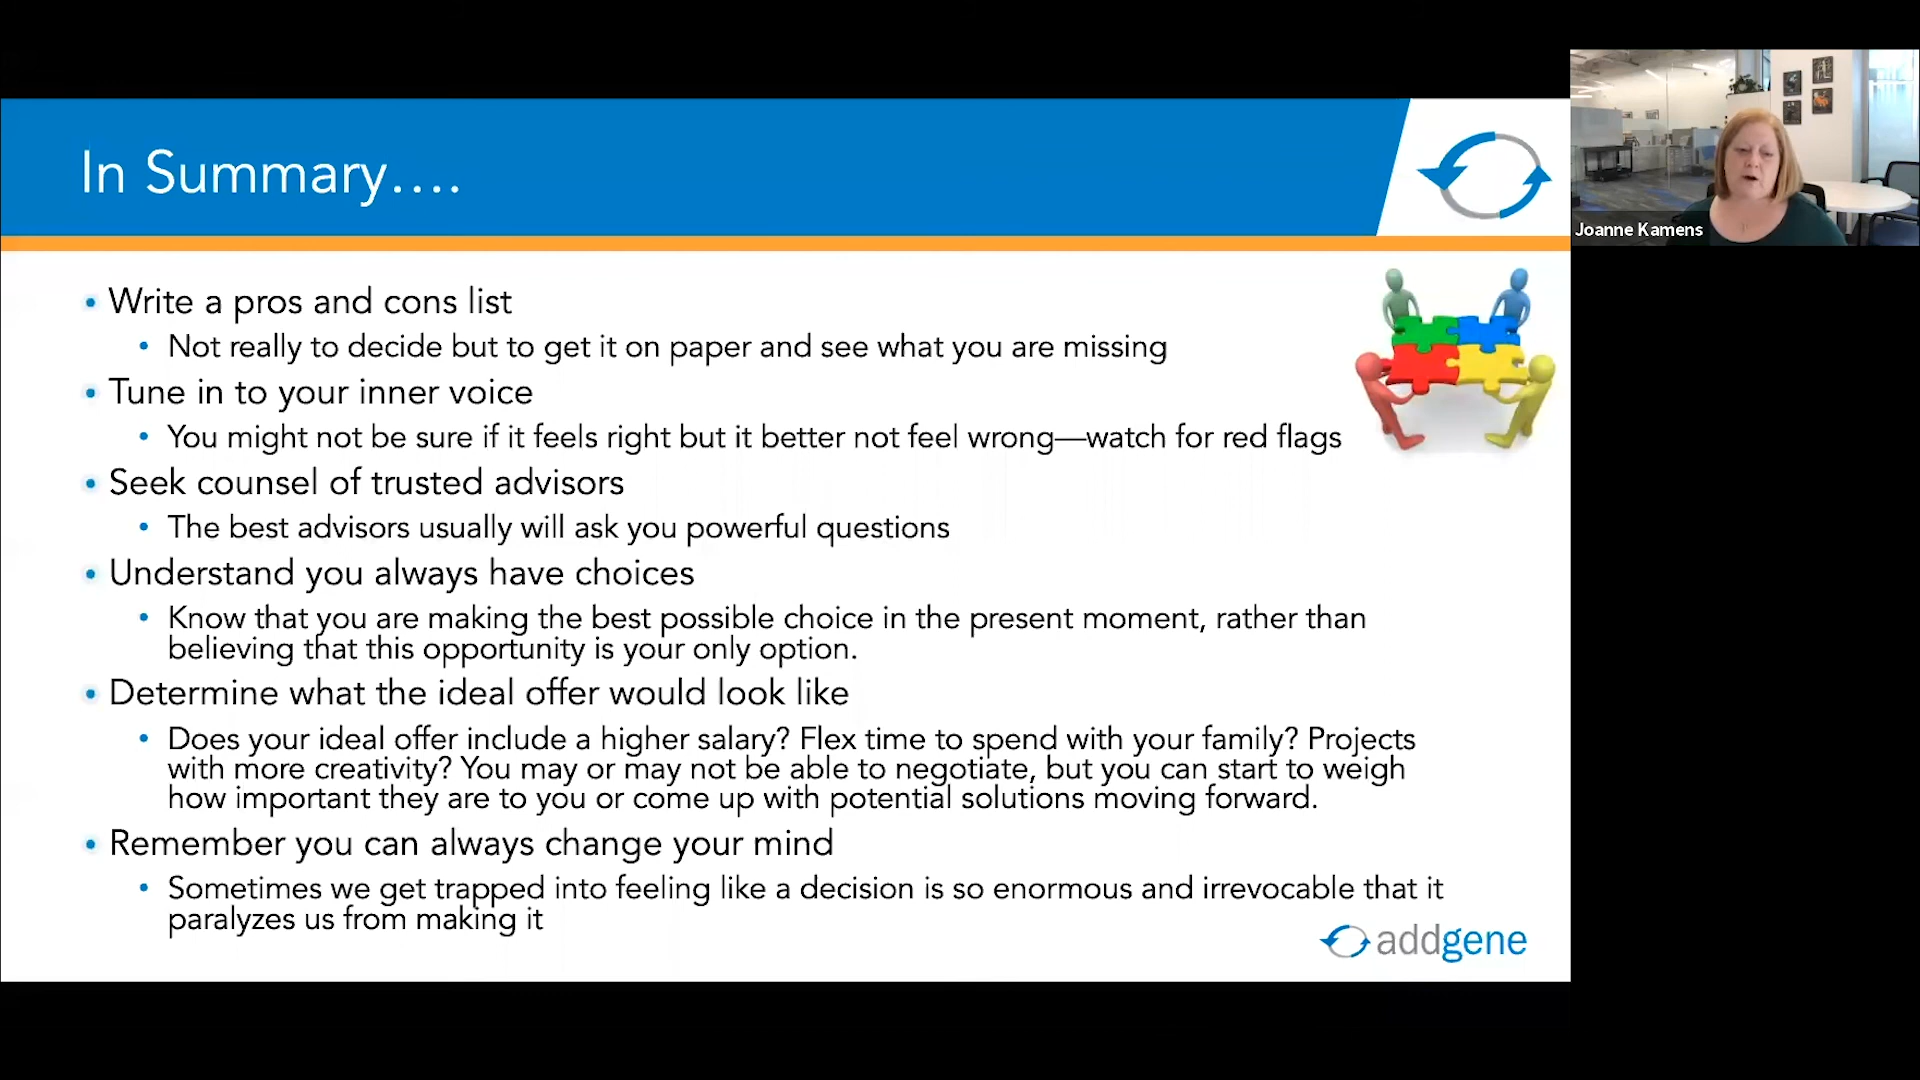 In Summary....
Joanne Kamens
• Write a pros and cons list
• Not really to decide but to get it on paper and see what you are missing
• Tune in to your inner voice
• You might not be sure if it feels right but it better not feel wrong—watch for red flags
• Seek counsel of trusted advisors
• The best advisors usually will ask you powerful questions
• Understand you always have choices
• Know that you are making the best possible choice in the present moment, rather than
believing that this opportunity is your only option.
• Determine what the ideal offer would look like
• Does your ideal offer include a higher salary? Flex time to spend with your family? Projects
with more creativity? You may or may not be able to negotiate, but you can start to weigh
how important they are to you or come up with potential solutions moving forward.
• Remember you can always change your mind
• Sometimes we get trapped into feeling like a decision is so enormous and irrevocable that it
paralyzes us from making it
addgene